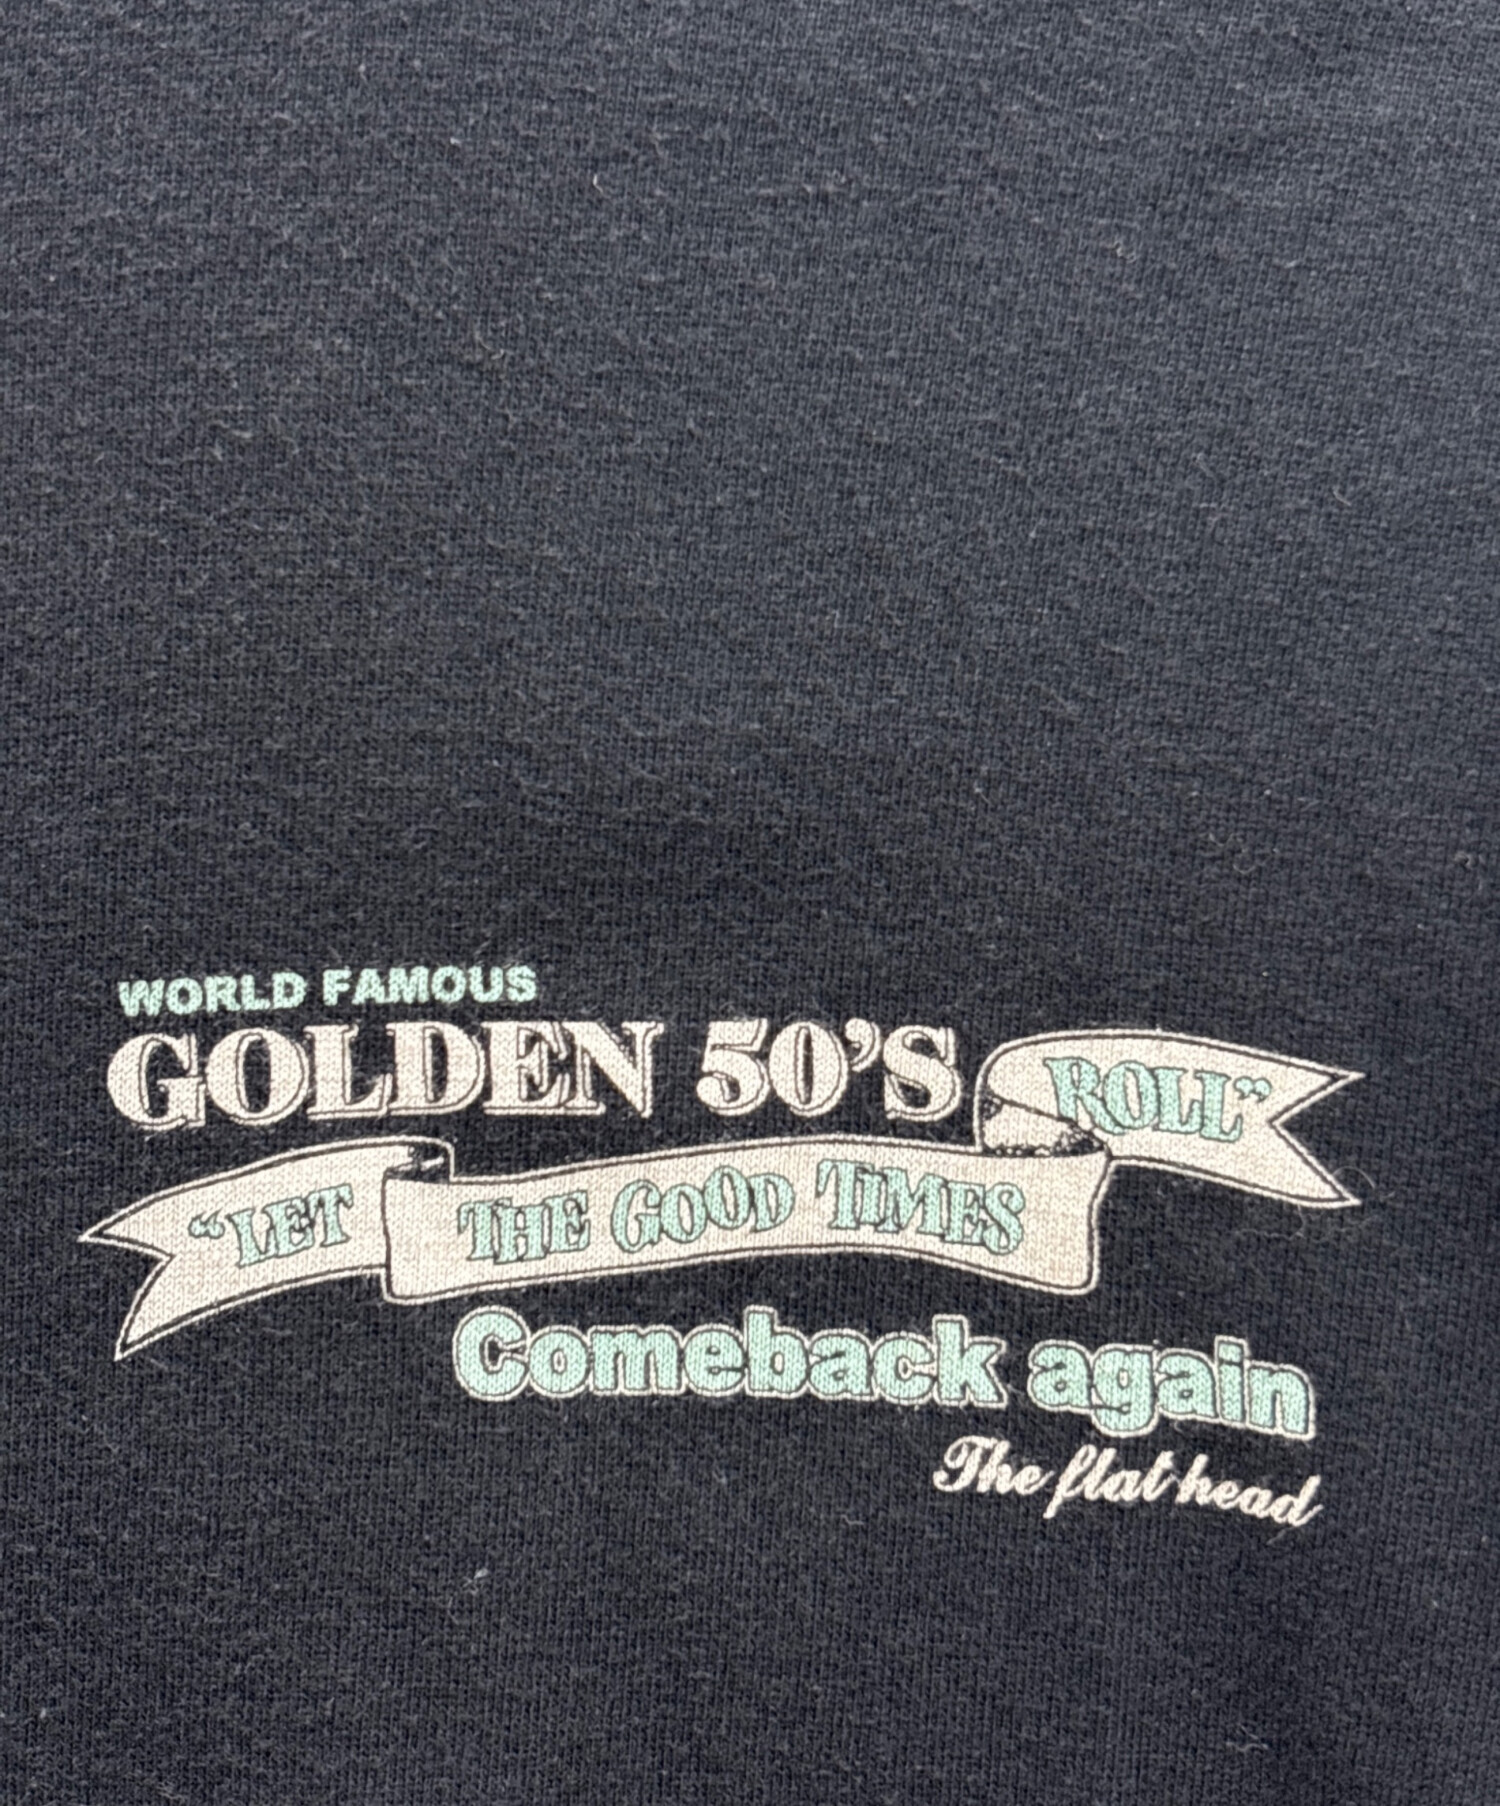 WORLD FAMOUS
GOLDEN 50'S
"LET THE GOOD TIMES ROLL"
Comeback again
The flat head